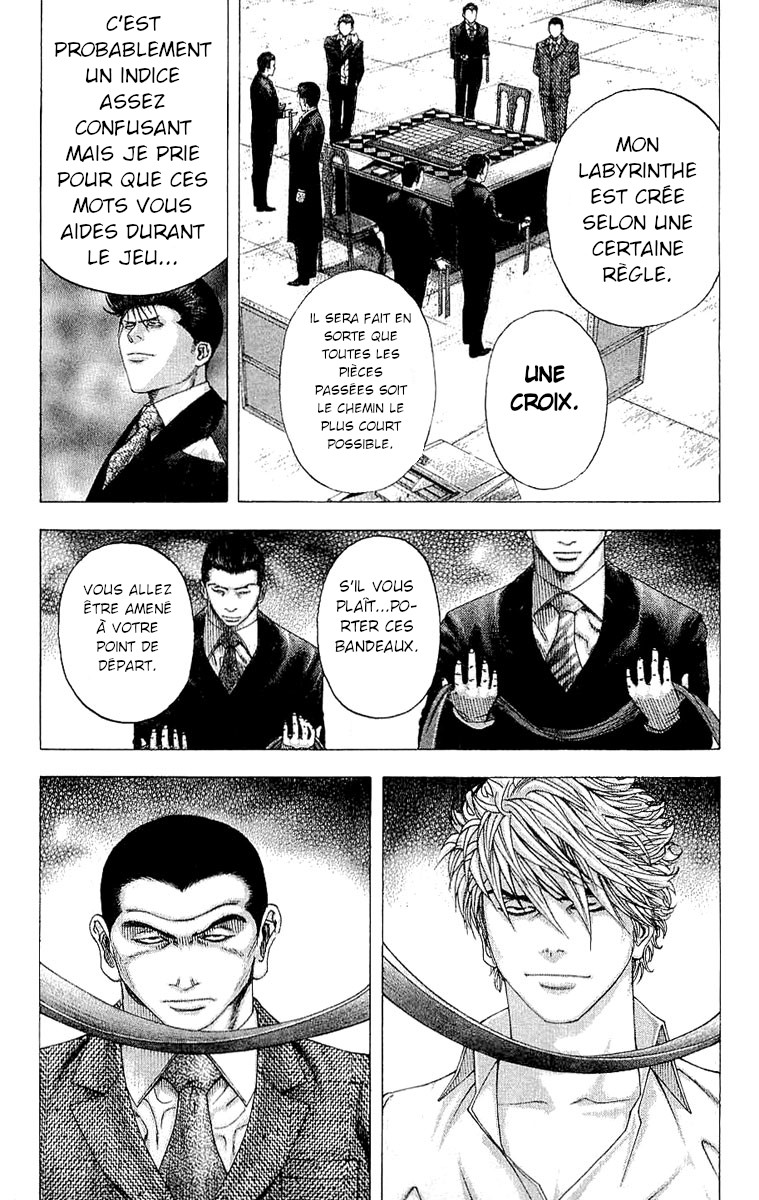 MON
LABYRINTHE
EST CRÉE
SELON UNE
CERTAINE
RÈGLE.
UNE
CROIX.
IL SERA FAIT EN
SORTE QUE
TOUTES LES
PIÈCES
PASSÉES SOIT
LE CHEMIN LE
PLUS COURT
POSSIBLE.
C'EST
PROBABLEMENT
UN INDICE
ASSEZ
CONFUSANT
MAIS JE PRIE
POUR QUE CES
MOTS VOUS
AIDES DURANT
LE JEU...
S'IL VOUS
PLAÎT...PO-
RTER CES
BANDEAUX.
VOUS ALLEZ
ÊTRE AMENÉ
À VOTRE
POINT DE
DÉPART.